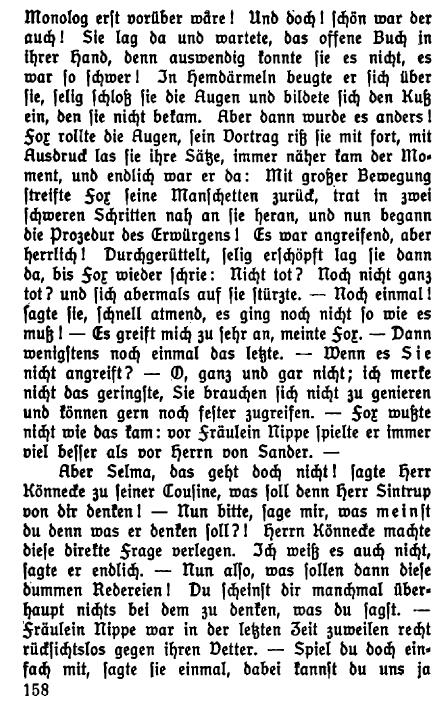 Monolog erst vorüber wäre! Und doch! schön war der
auch! Sie lag da und wartete, das offene Buch in
ihrer Hand, denn auswendig konnte sie es nicht, es
war so schwer! In Hemdärmeln beugte er sich über
sie, selig schloß sie die Augen und bildete sich den Kuß
ein, den sie nicht bekam. Aber dann wurde es anders!
Fox rollte die Augen, sein Vortrag riß sie mit fort, mit
Ausdruck las sie ihre Sätze, immer näher kam der Mo-
ment, und endlich war er da: Mit großer Bewegung
streifte Fox seine Manschetten zurück, trat in zwei
schweren Schritten nah an sie heran, und nun begann
die Prozedur des Erwürgens! Es war angreifend, aber
herrlich! Durchgerüttelt, selig erschöpft lag sie dann
da, bis Fox wieder schrie: Nicht tot? Noch nicht ganz
tot? und sich abermals auf sie stürzte. — Noch einmal!
sagte sie, schnell atmend, es ging noch nicht so wie es
muß! — Es greift mich zu sehr an, meinte Fox. — Dann
wenigstens noch einmal das letzte. — Wenn es Sie
nicht angreift? — O, ganz und gar nicht; ich merke
nicht das geringste, Sie brauchen sich nicht zu genieren
und können gern noch fester zugreifen. — Fox wußte
nicht wie das kam: vor Fräulein Nippe spielte er immer
viel besser als vor Herrn von Sander. —
Aber Selma, das geht doch nicht! sagte Herr
Könnecke zu seiner Cousine, was soll denn Herr Sintrup
von dir denken! — Nun bitte, sage mir, was meinst
du denn was er denken soll?! Herrn Könnecke machte
diese direkte Frage verlegen. Ich weiß es auch nicht,
sagte er endlich. — Nun also, was sollen dann diese
dummen Redereien! Du scheinst dir manchmal über-
haupt nichts bei dem zu denken, was du sagst. —
Fräulein Nippe war in der letzten Zeit zuweilen recht
rücksichtslos gegen ihren Vetter. — Spiel du doch ein-
fach mit, sagte sie einmal, dabei kannst du uns ja
158